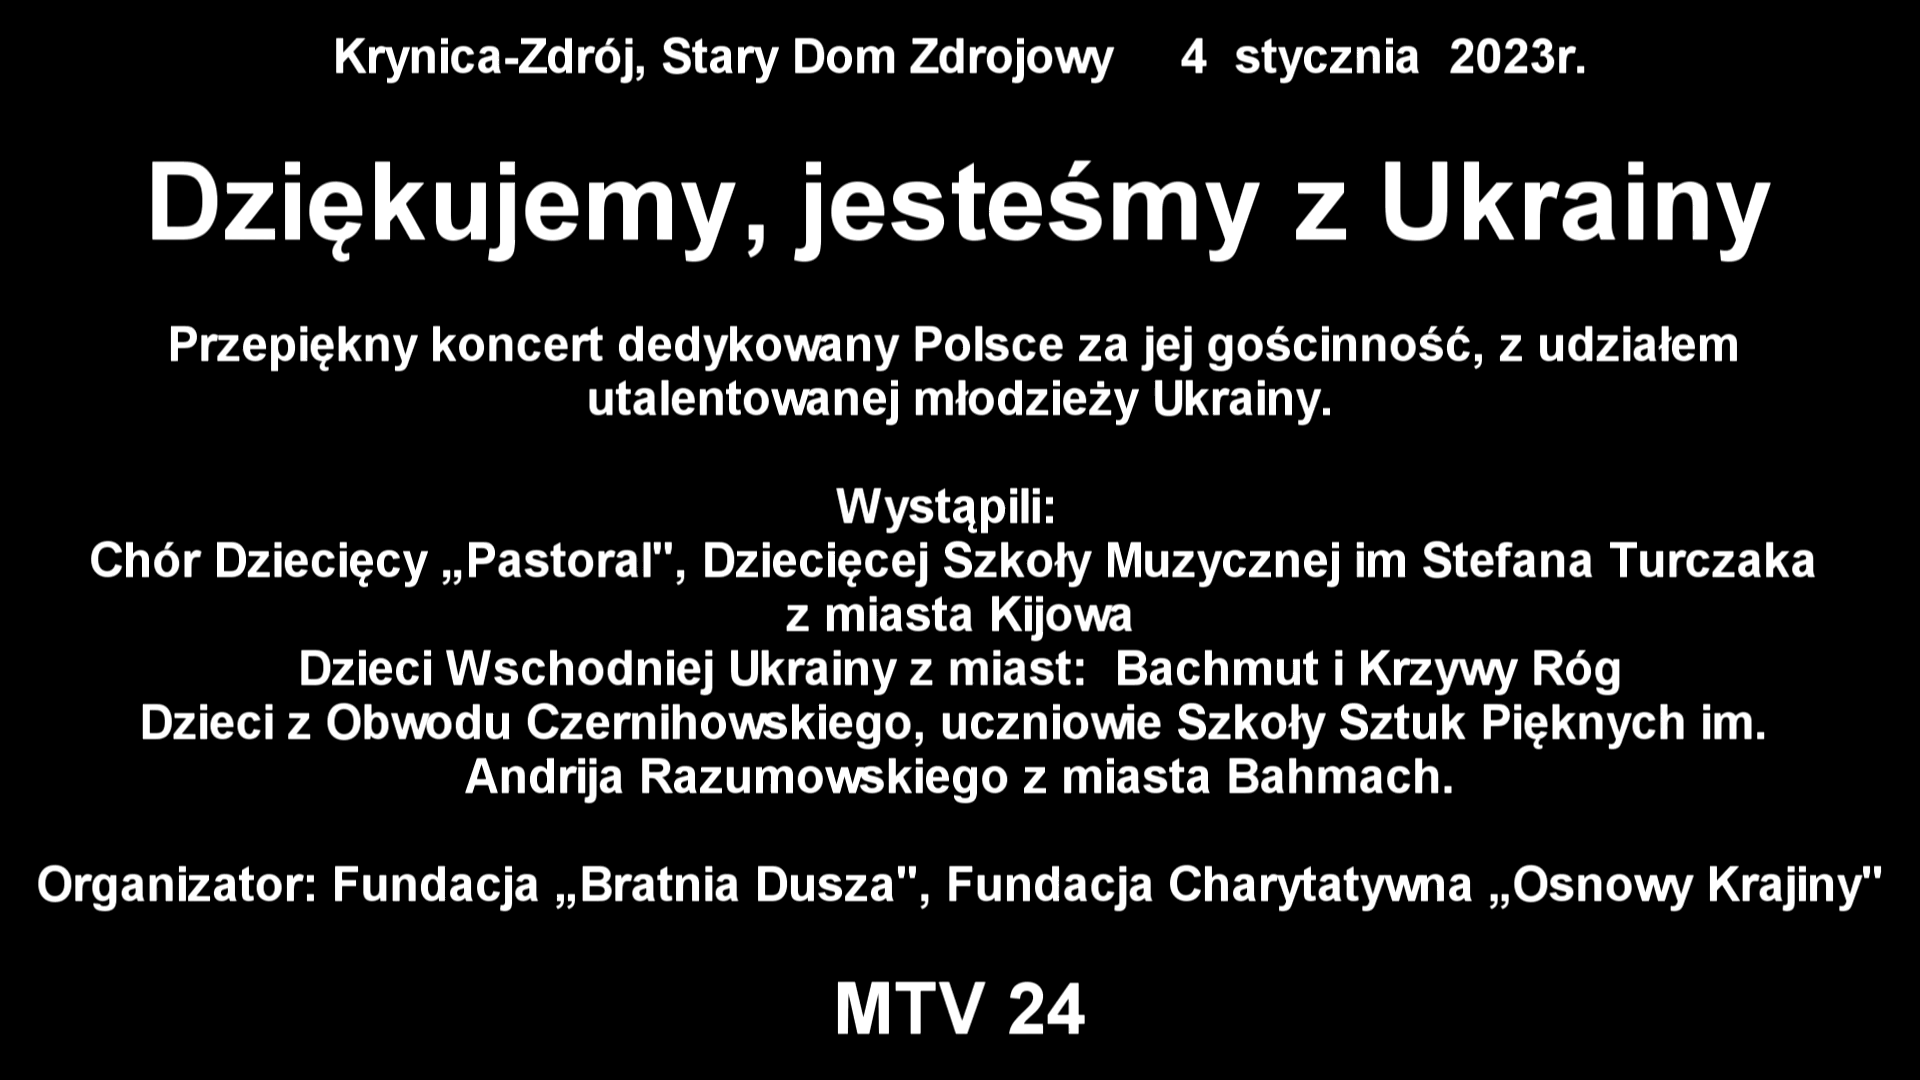 Krynica-Zdrój, Stary Dom Zdrojowy 4 stycznia 2023r.
Dziękujemy, jesteśmy z Ukrainy
Przepiękny koncert dedykowany Polsce za jej gościnność, z udziałem
utalentowanej młodzieży Ukrainy.
Wystąpili:
Chór Dziecięcy „Pastoral", Dziecięcej Szkoły Muzycznej im Stefana Turczaka
z miasta Kijowa
Dzieci Wschodniej Ukrainy z miast: Bachmut i Krzywy Róg
Dzieci z Obwodu Czernihowskiego, uczniowie Szkoły Sztuk Pięknych im.
Andrija Razumowskiego z miasta Bahmach.
Organizator: Fundacja „Bratnia Dusza", Fundacja Charytatywna „Osnowy Krajiny"
MTV 24